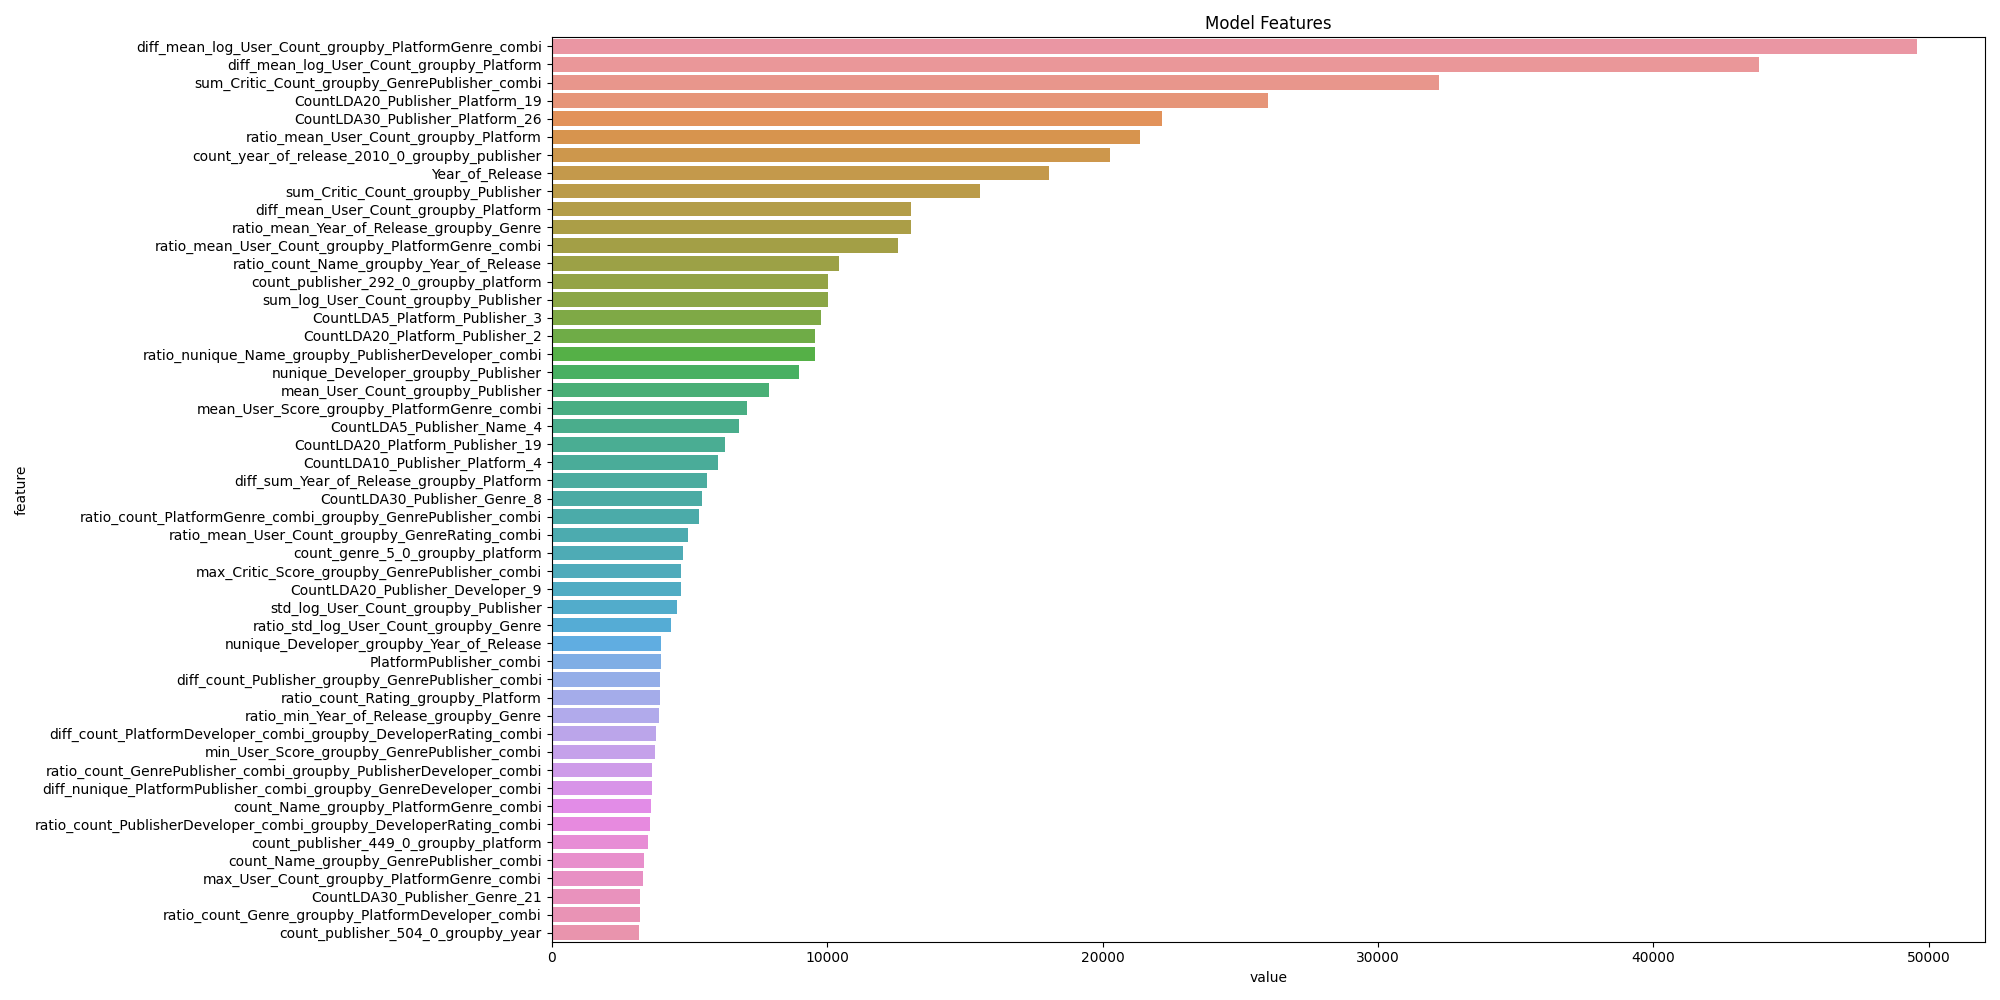 Model Features
diff_mean_log_User_Count_groupby_PlatformGenre_combi
diff_mean_log_User_Count_groupby_Platform
sum_Critic_Count_groupby_GenrePublisher_combi
CountLDA20_Publisher_Platform_19
CountLDA30_Publisher_Platform_26
ratio_mean_User_Count_groupby_Platform
count_year_of_release_2010_0_groupby_publisher
Year_of_Release
sum_Critic_Count_groupby_Publisher
diff_mean_User_Count_groupby_Platform
ratio_mean_Year_of_Release_groupby_Genre
ratio_mean_User_Count_groupby_PlatformGenre_combi
ratio_count_Name_groupby_Year_of_Release
count_publisher_292_0_groupby_platform
sum_log_User_Count_groupby_Publisher
CountLDA5_Platform_Publisher_3
CountLDA20_Platform_Publisher_2
ratio_nunique_Name_groupby_PublisherDeveloper_combi
nunique_Developer_groupby_Publisher
mean_User_Count_groupby_Publisher
mean_User_Score_groupby_PlatformGenre_combi
CountLDA5_Publisher_Name_4
CountLDA20_Platform_Publisher_19
CountLDA10_Publisher_Platform_4
diff_sum_Year_of_Release_groupby_Platform
CountLDA30_Publisher_Genre_8
ratio_count_PlatformGenre_combi_groupby_GenrePublisher_combi
ratio_mean_User_Count_groupby_GenreRating_combi
count_genre_5_0_groupby_platform
max_Critic_Score_groupby_GenrePublisher_combi
CountLDA20_Publisher_Developer_9
std_log_User_Count_groupby_Publisher
ratio_std_log_User_Count_groupby_Genre
nunique_Developer_groupby_Year_of_Release
PlatformPublisher_combi
diff_count_Publisher_groupby_GenrePublisher_combi
ratio_count_Rating_groupby_Platform
ratio_min_Year_of_Release_groupby_Genre
diff_count_PlatformDeveloper_combi_groupby_DeveloperRating_combi
min_User_Score_groupby_GenrePublisher_combi
ratio_count_GenrePublisher_combi_groupby_PublisherDeveloper_combi
diff_nunique_PlatformPublisher_combi_groupby_GenreDeveloper_combi
count_Name_groupby_PlatformGenre_combi
ratio_count_PublisherDeveloper_combi_groupby_DeveloperRating_combi
count_publisher_449_0_groupby_platform
count_Name_groupby_GenrePublisher_combi
max_User_Count_groupby_PlatformGenre_combi
CountLDA30_Publisher_Genre_21
ratio_count_Genre_groupby_PlatformDeveloper_combi
count_publisher_504_0_groupby_year
feature
0 10000 20000 30000 40000 50000
value